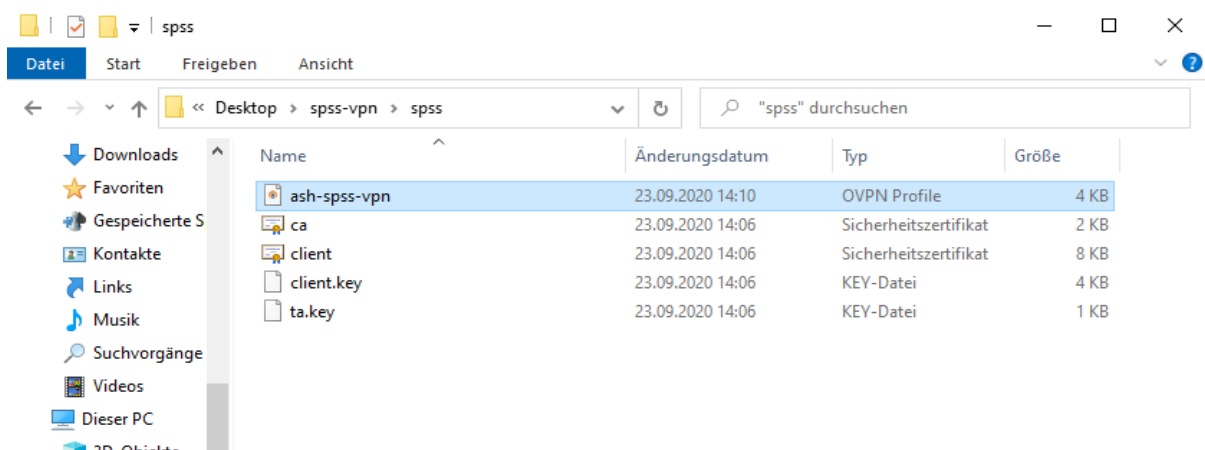 spss
Datei Start Freigeben Ansicht
« Desktop › spss-vpn › spss "spss" durchsuchen
Downloads
Favoriten
Gespeicherte S
Kontakte
Links
Musik
Suchvorgänge
Videos
Dieser PC
3D-Objekte
Name Änderungsdatum Typ Größe
ash-spss-vpn 23.09.2020 14:10 OVPN Profile 4 KB
ca 23.09.2020 14:06 Sicherheitszertifikat 2 KB
client 23.09.2020 14:06 Sicherheitszertifikat 8 KB
client.key 23.09.2020 14:06 KEY-Datei 4 KB
ta.key 23.09.2020 14:06 KEY-Datei 1 KB